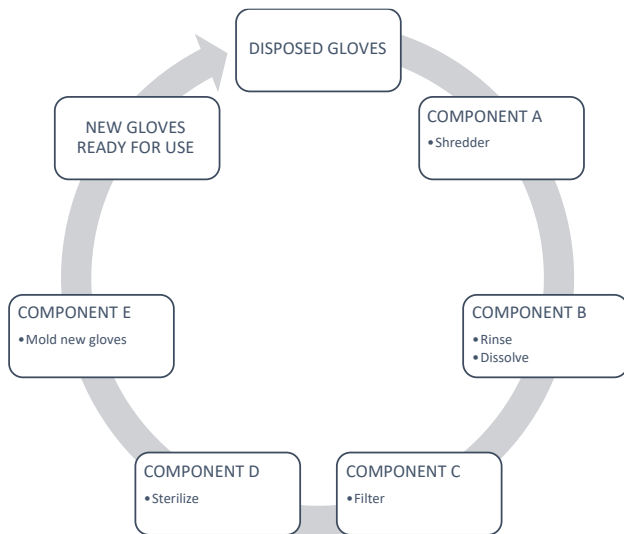 DISPOSED GLOVES
COMPONENT A
•Shredder
COMPONENT B
•Rinse
•Dissolve
COMPONENT C
•Filter
COMPONENT D
•Sterilize
COMPONENT E
•Mold new gloves
NEW GLOVES
READY FOR USE